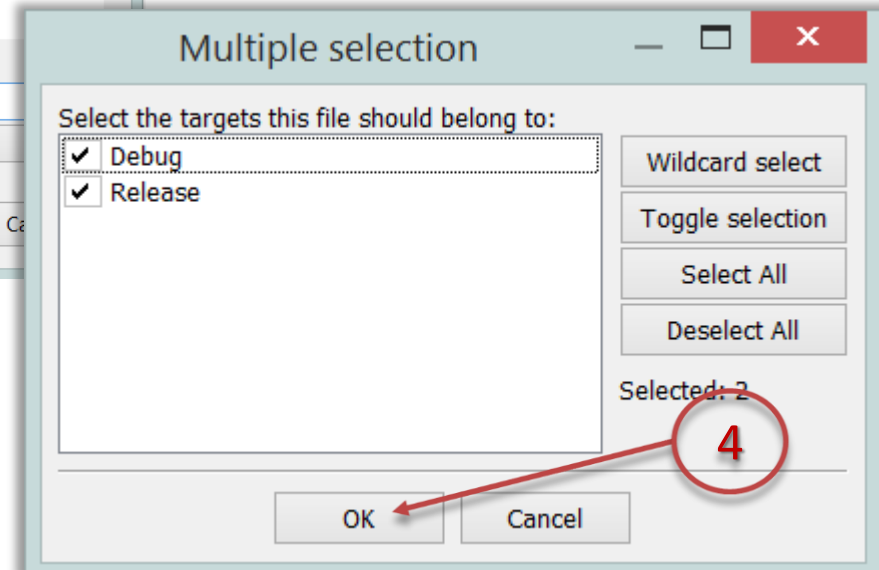 Multiple selection
Select the targets this file should belong to:
Debug
Release
Wildcard select
Toggle selection
Select All
Deselect All
Selected: 2
4
OK
Cancel
Ca